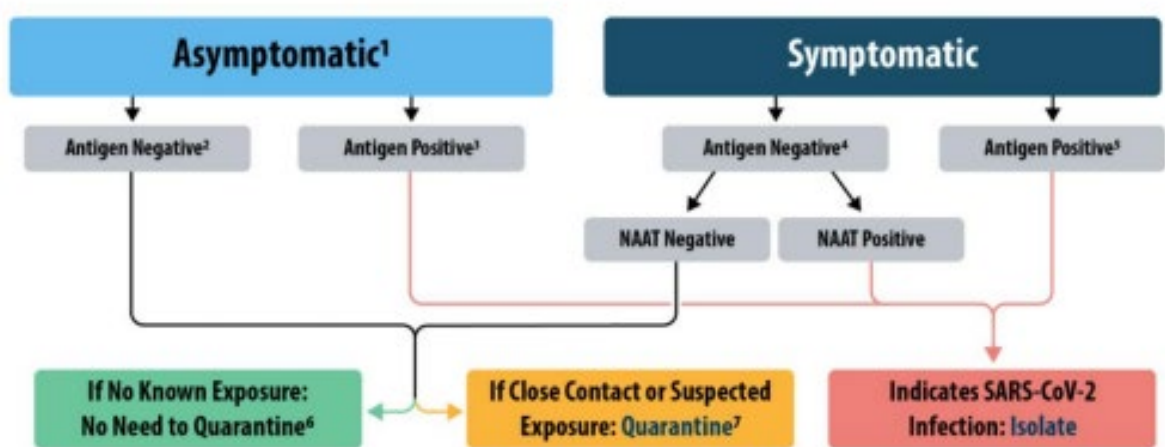 Asymptomatic¹
Symptomatic
Antigen Negative²
Antigen Positive³
Antigen Negative⁴
Antigen Positive⁵
NAAT Negative
NAAT Positive
If No Known Exposure:
No Need to Quarantine⁶
If Close Contact or Suspected
Exposure: Quarantine⁷
Indicates SARS-CoV-2
Infection: Isolate